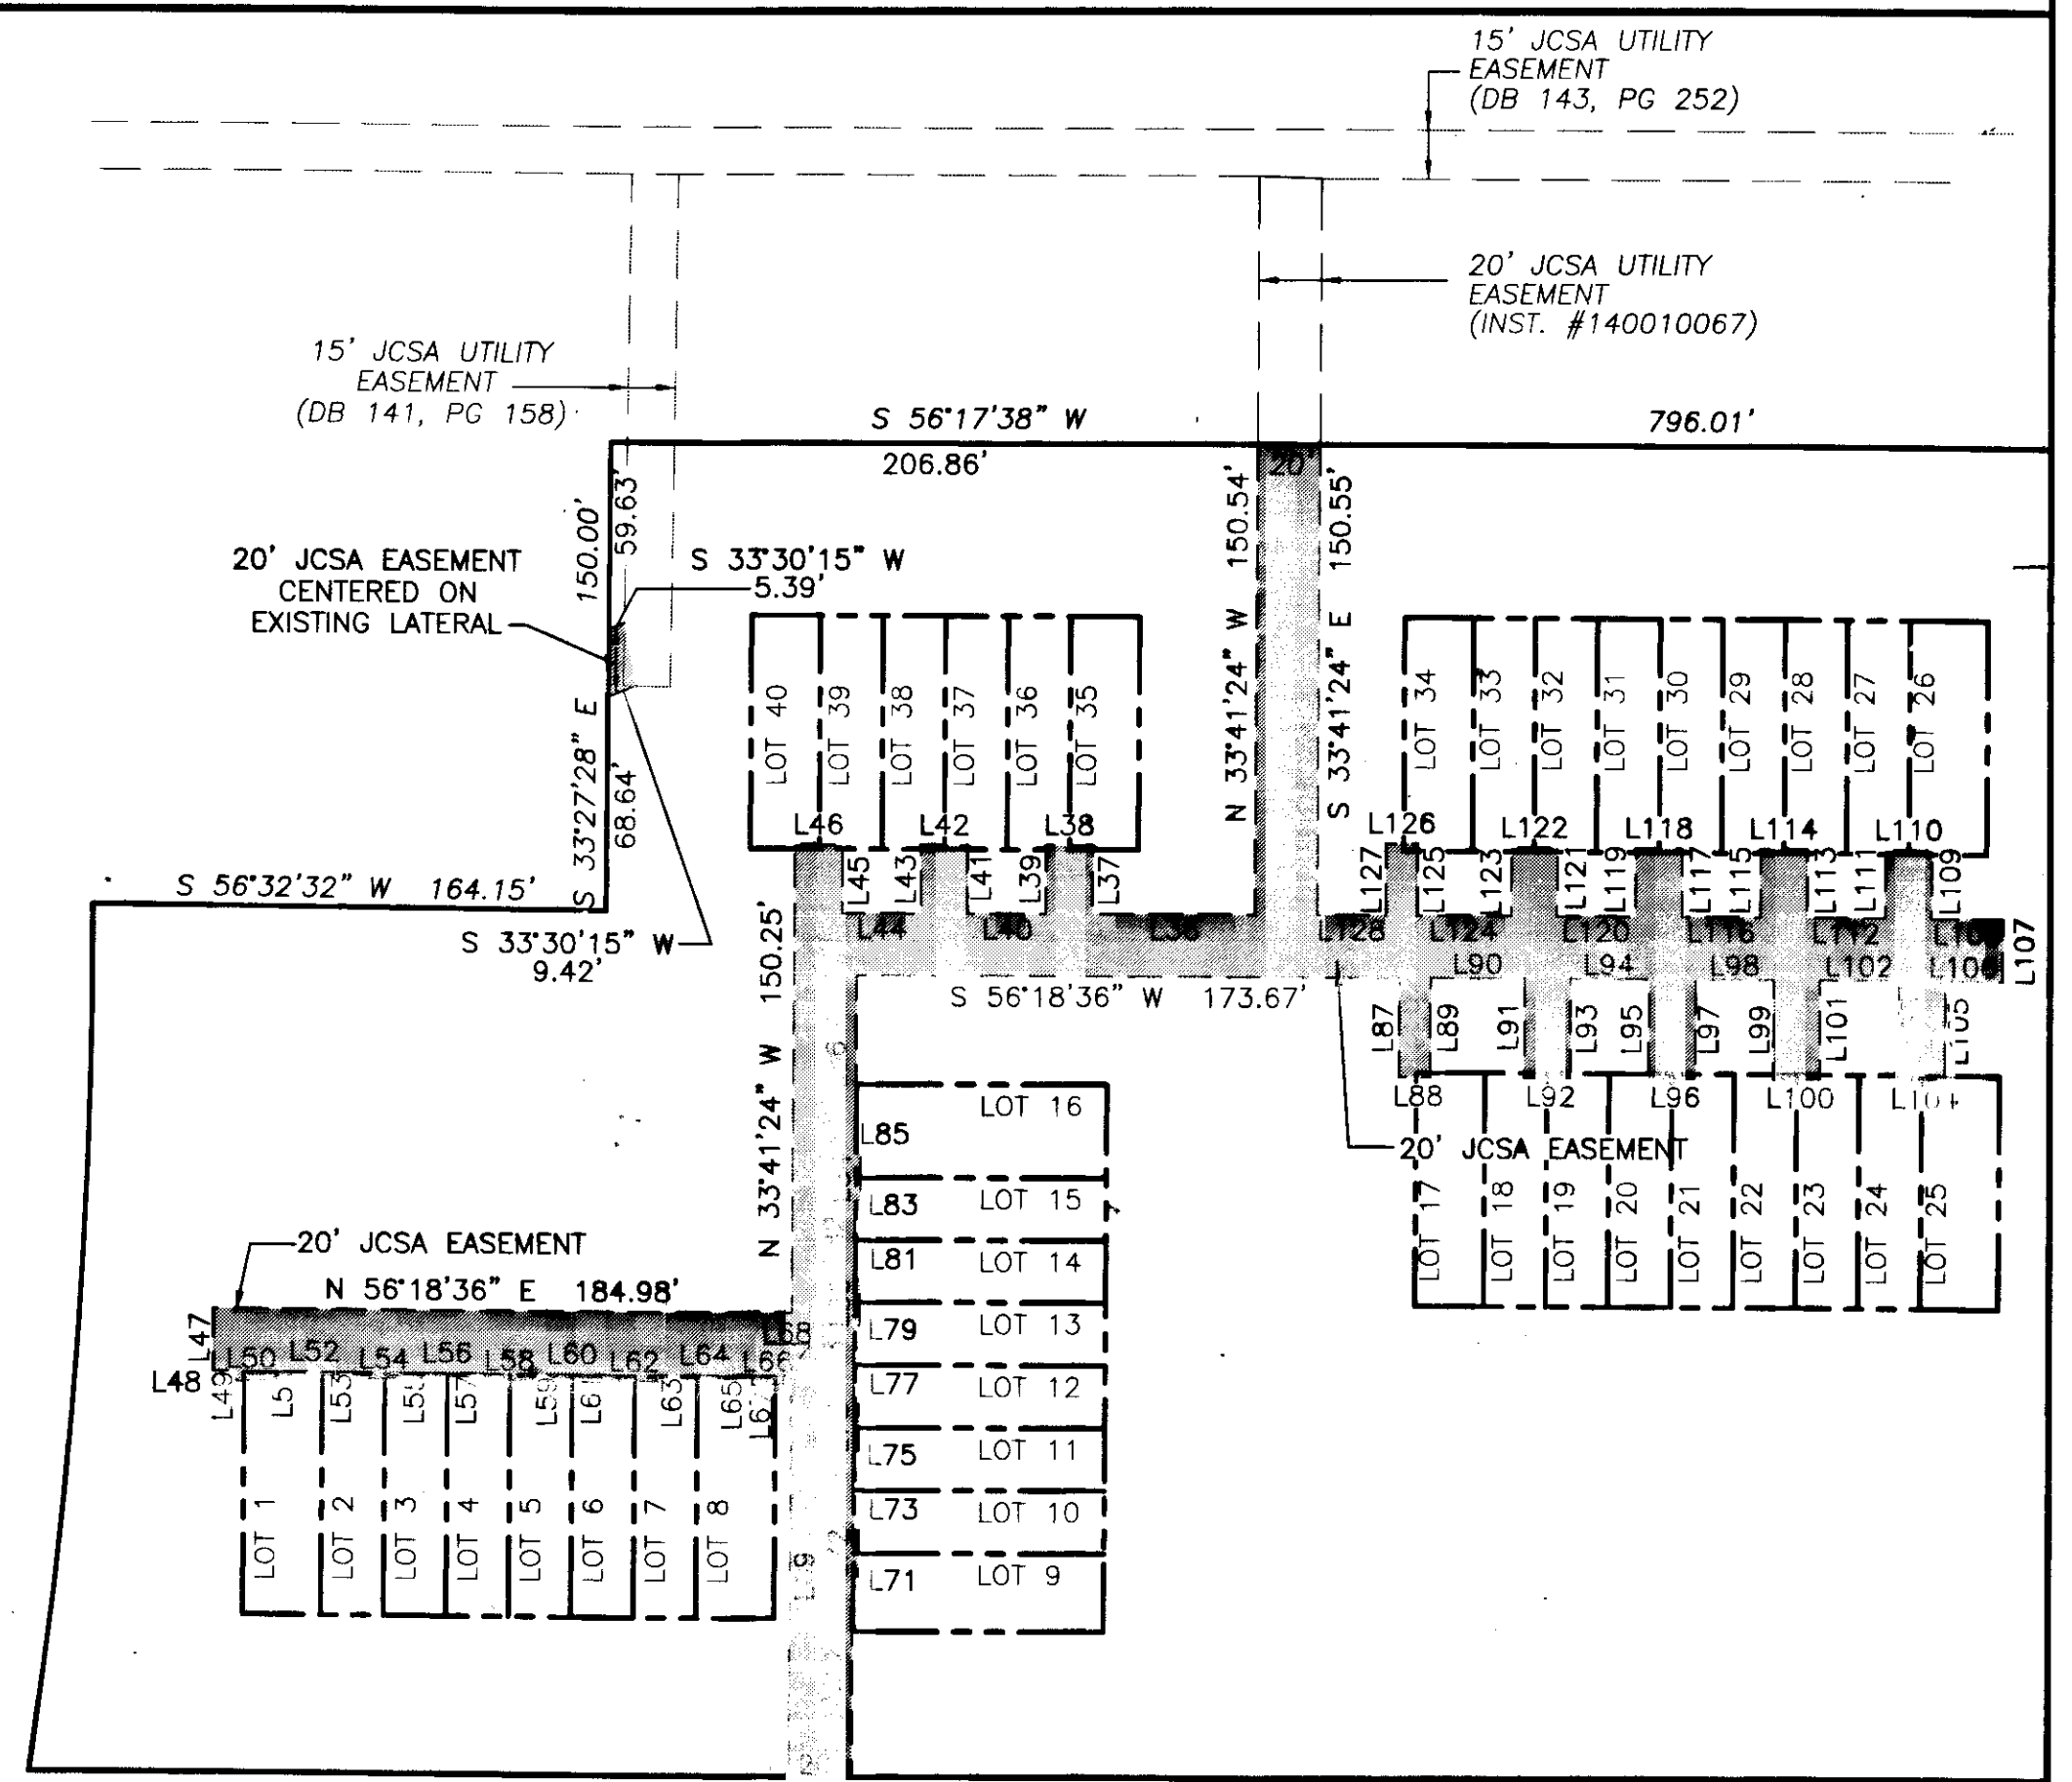 15' JCSA UTILITY
EASEMENT
(DB 143, PG 252)
20' JCSA UTILITY
EASEMENT
(INST. #140010067)
15' JCSA UTILITY
EASEMENT
(DB 141, PG 158)
S 56°17'38" W
796.01'
206.86'
20'
150.00'
59.63'
N 33°41'24" W 150.54'
S 33°41'24" E 150.55'
20' JCSA EASEMENT
CENTERED ON
EXISTING LATERAL
S 33°30'15" W
5.39'
S 33°27'28" E
68.64'
LOT 40
LOT 39
LOT 38
LOT 37
LOT 36
LOT 35
LOT 34
LOT 33
LOT 32
LOT 31
LOT 30
LOT 29
LOT 28
LOT 27
LOT 26
L46
L42
L38
L126
L122
L118
L114
L110
L45
L43
L41
L39
L37
L127
L125
L123
L121
L119
L117
L115
L113
L111
L109
S 56°32'32" W 164.15'
S 33°30'15" W
9.42'
L44
L40
L36
L128
L124
L120
L116
L112
L107
L90
L94
L98
L102
L106
S 56°18'36" W 173.67'
N 33°41'24" W 150.25'
L87
L89
L91
L93
L95
L97
L99
L101
L105
L88
L92
L96
L100
L104
20' JCSA EASEMENT
LOT 17
LOT 18
LOT 19
LOT 20
LOT 21
LOT 22
LOT 23
LOT 24
LOT 25
L85
LOT 16
L83
LOT 15
L81
LOT 14
L79
LOT 13
L77
LOT 12
L75
LOT 11
L73
LOT 10
L71
LOT 9
20' JCSA EASEMENT
N 56°18'36" E 184.98'
L47
L68
L50
L52
L54
L56
L58
L60
L62
L64
L66
L48
L49
L53
L57
L59
L63
L65
L67
LOT 1
LOT 2
LOT 3
LOT 4
LOT 5
LOT 6
LOT 7
LOT 8